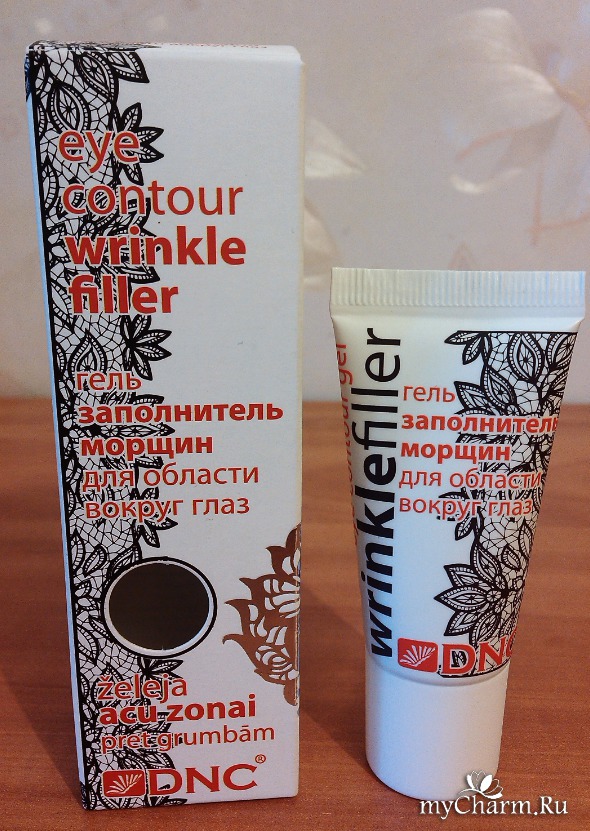 eye
contour
wrinkle
filler
гель
заполнитель
морщин
для области
вокруг глаз
želeja
acu zonai
pret grumbām
DNC®
wrinklefiller
гель
заполнитель
морщин
для области
вокруг глаз
DNC
myCharm.Ru